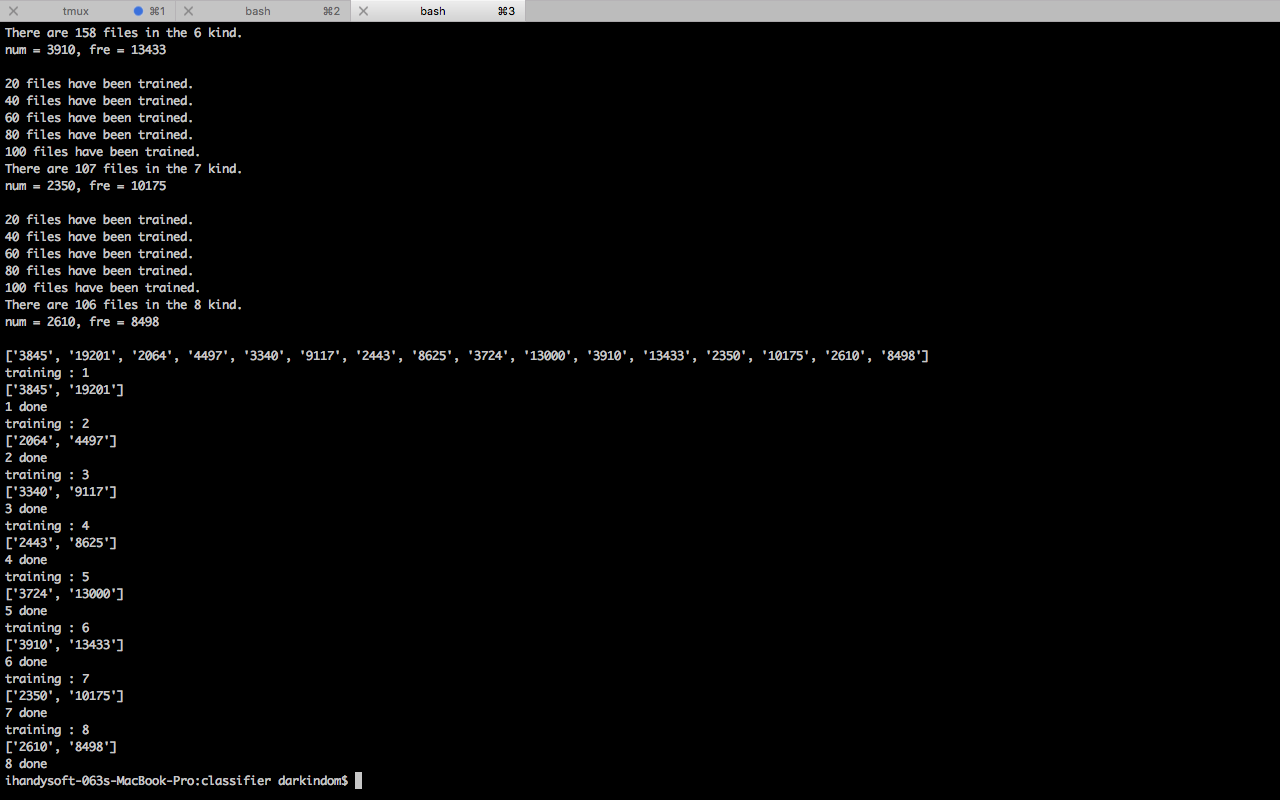 tmux ⌘1 bash ⌘2 bash ⌘3
There are 158 files in the 6 kind.
num = 3910, fre = 13433
20 files have been trained.
40 files have been trained.
60 files have been trained.
80 files have been trained.
100 files have been trained.
There are 107 files in the 7 kind.
num = 2350, fre = 10175
20 files have been trained.
40 files have been trained.
60 files have been trained.
80 files have been trained.
100 files have been trained.
There are 106 files in the 8 kind.
num = 2610, fre = 8498
['3845', '19201', '2064', '4497', '3340', '9117', '2443', '8625', '3724', '13000', '3910', '13433', '2350', '10175', '2610', '8498']
training : 1
['3845', '19201']
1 done
training : 2
['2064', '4497']
2 done
training : 3
['3340', '9117']
3 done
training : 4
['2443', '8625']
4 done
training : 5
['3724', '13000']
5 done
training : 6
['3910', '13433']
6 done
training : 7
['2350', '10175']
7 done
training : 8
['2610', '8498']
8 done
ihandysoft-063s-MacBook-Pro:classifier darkindom$